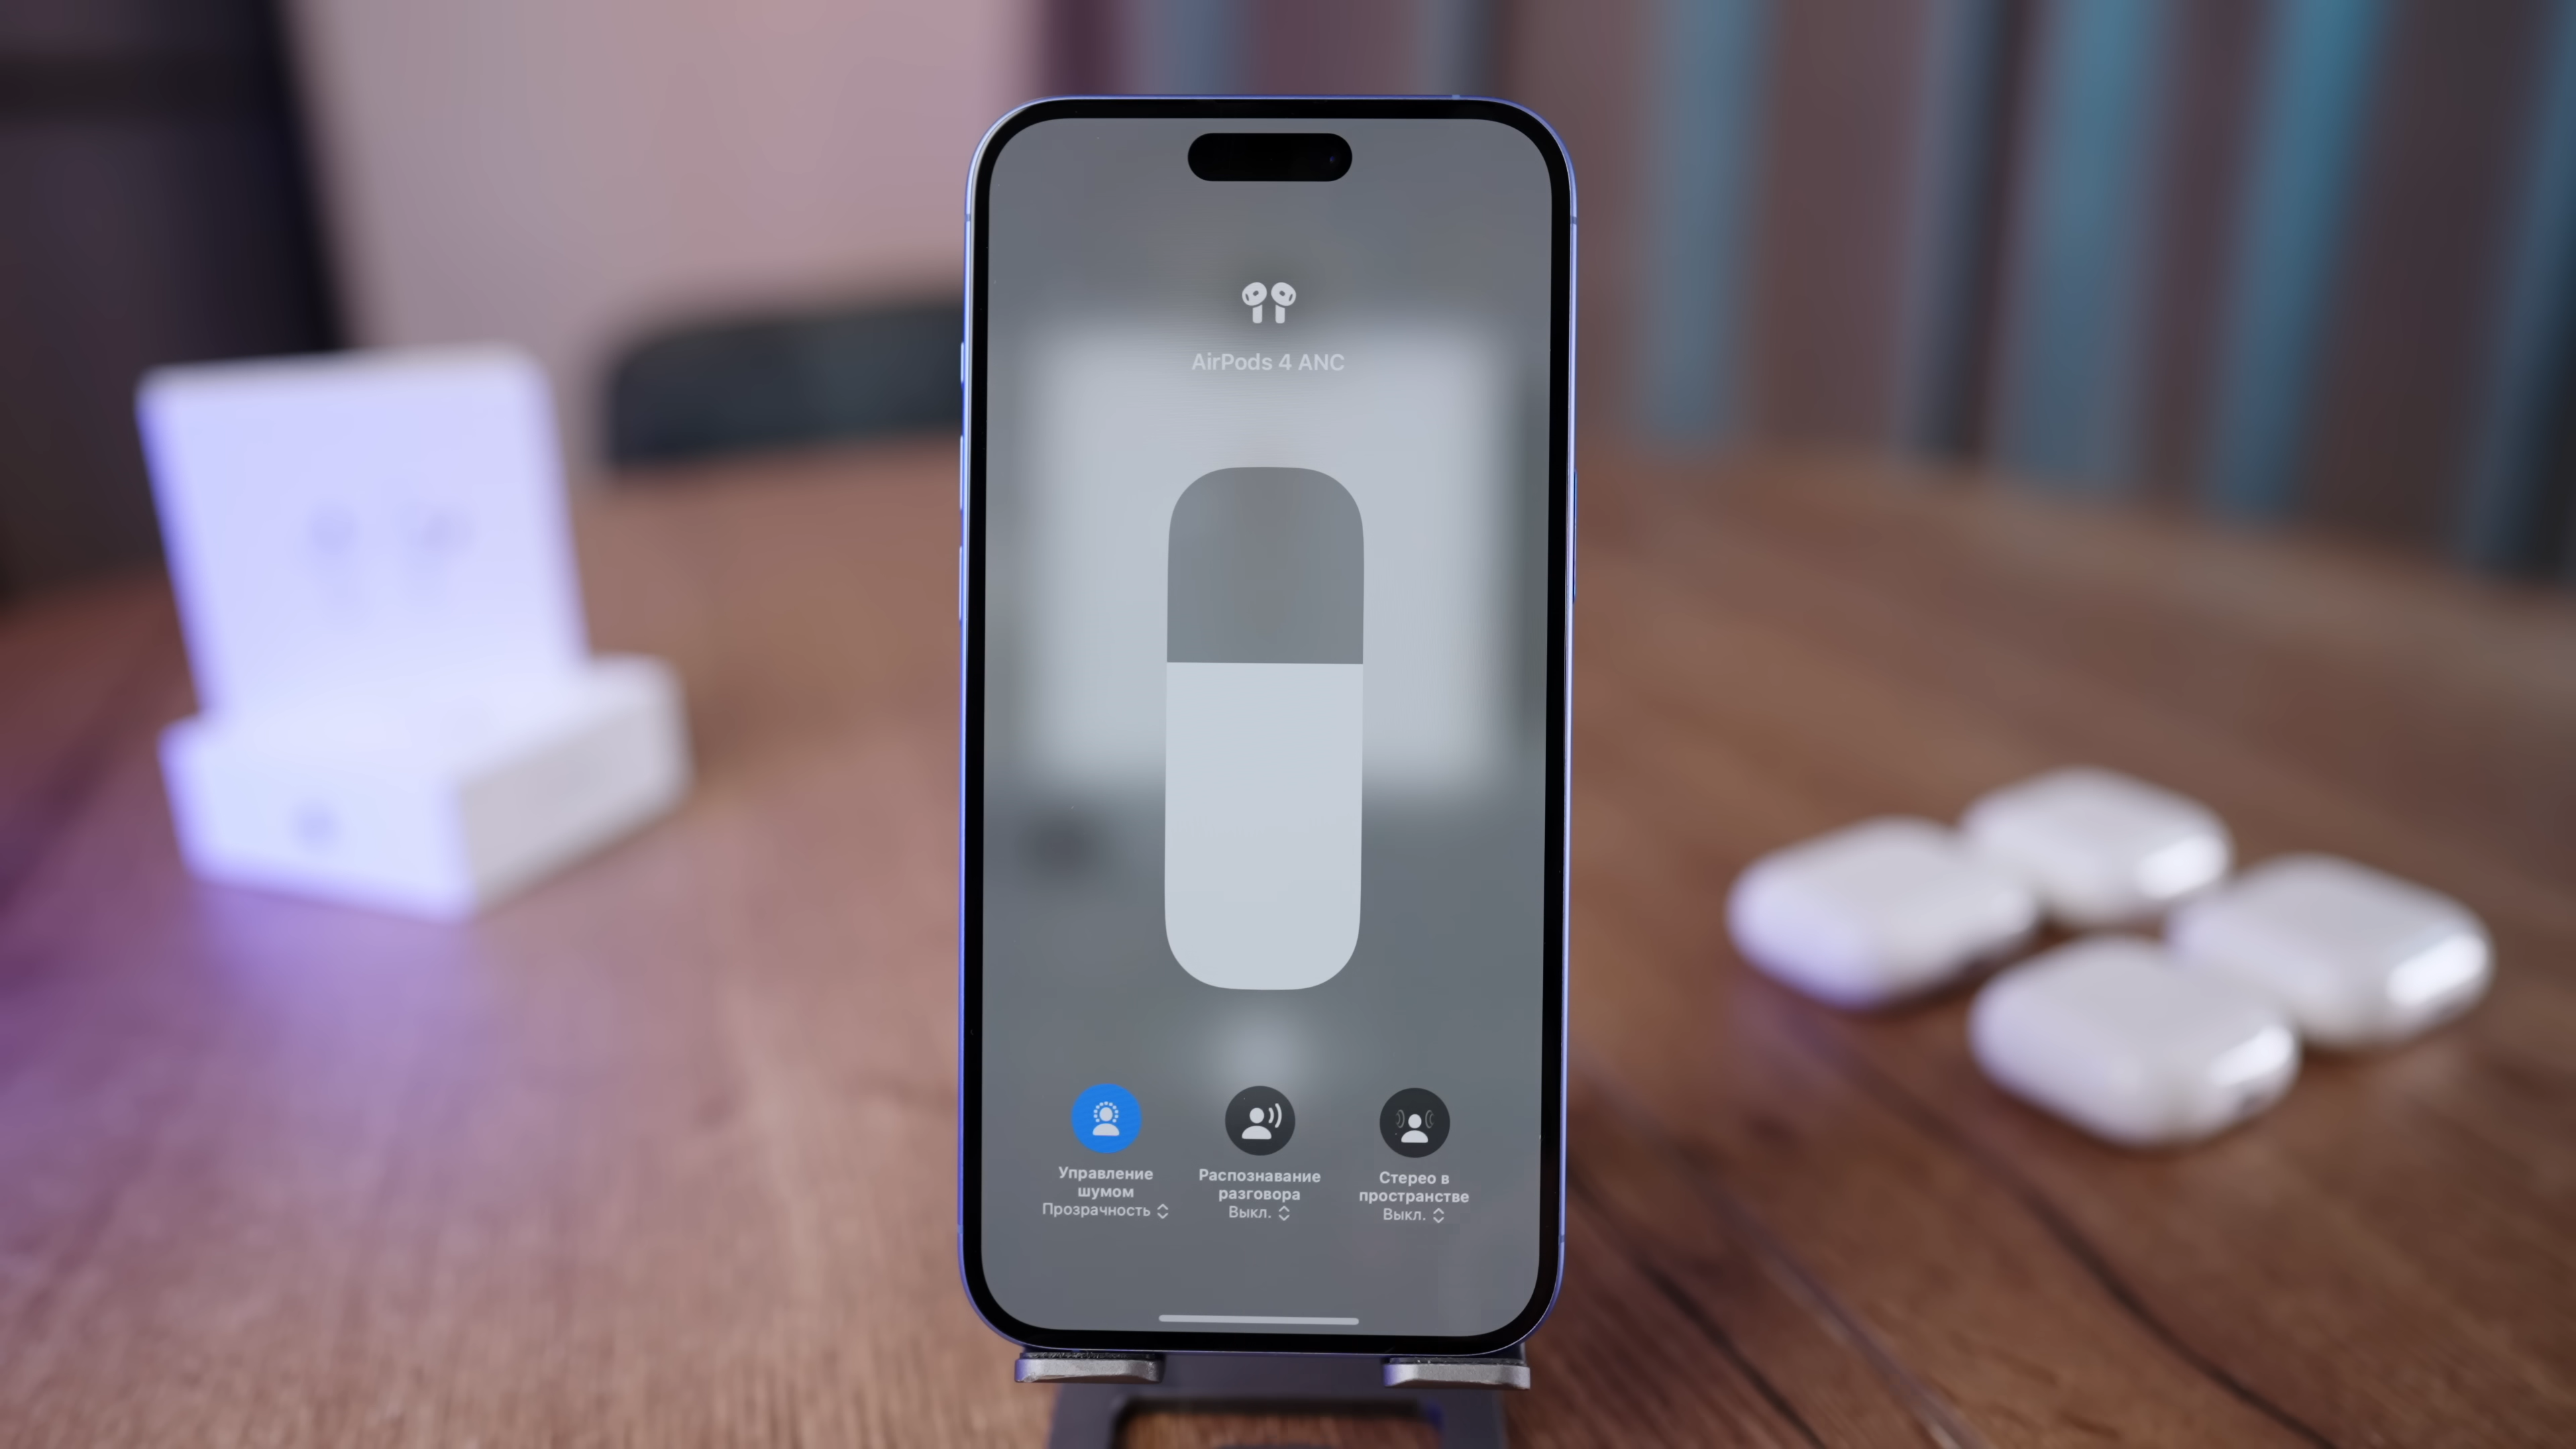 AirPods 4 ANC
Управление
шумом
Прозрачность
Распознавание
разговора
Выкл.
Стерео в
пространстве
Выкл.